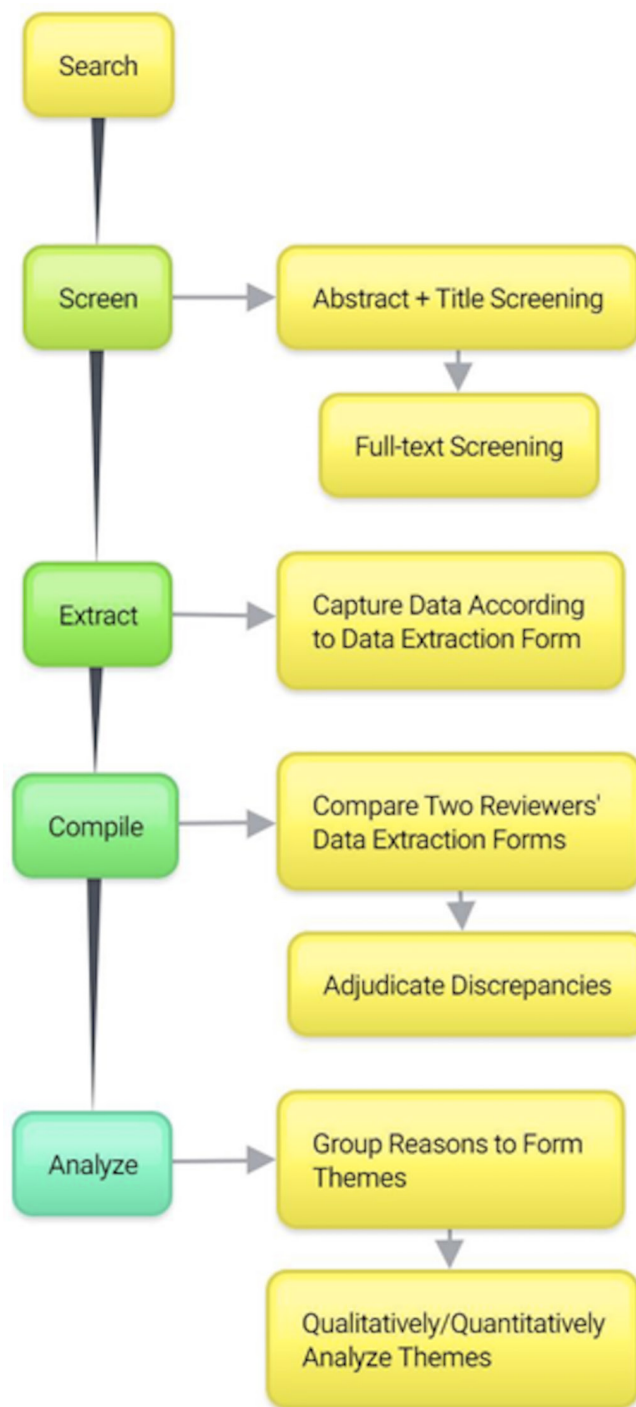 Search
Screen
Abstract + Title Screening
Full-text Screening
Extract
Capture Data According
to Data Extraction Form
Compile
Compare Two Reviewers'
Data Extraction Forms
Adjudicate Discrepancies
Analyze
Group Reasons to Form
Themes
Qualitatively/Quantitatively
Analyze Themes